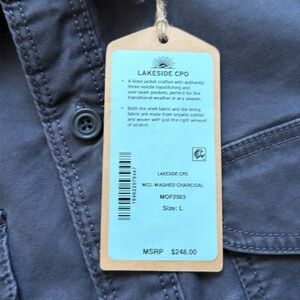 LAKESIDE CPO
• A lined jacket crafted with authentic
three needle topstitching and
side seam pockets, perfect for the
transitional weather in any season.
• Both the shell fabric and the lining
fabric are made from organic cotton
and woven with just the right amount
of stretch.
LAKESIDE CPO
WCL-WASHED CHARCOAL
MOF2503
Size: L
MSRP $248.00